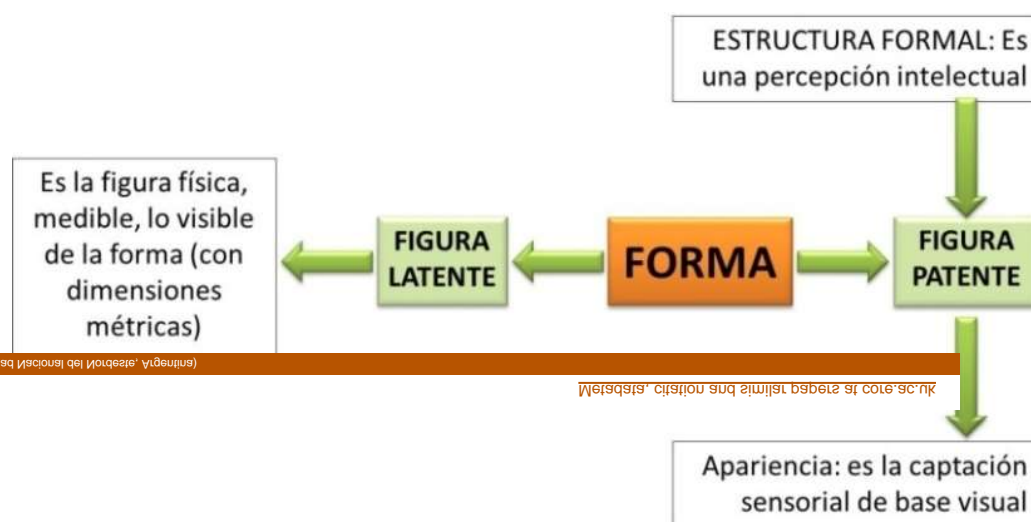 ESTRUCTURA FORMAL: Es
una percepción intelectual
Es la figura física,
medible, lo visible
de la forma (con
dimensiones
métricas)
FIGURA
LATENTE
FORMA
FIGURA
PATENTE
ad Nacional del Nordeste, Argentina)
Metadata, citation and similar papers at core.ac.uk
Apariencia: es la captación
sensorial de base visual